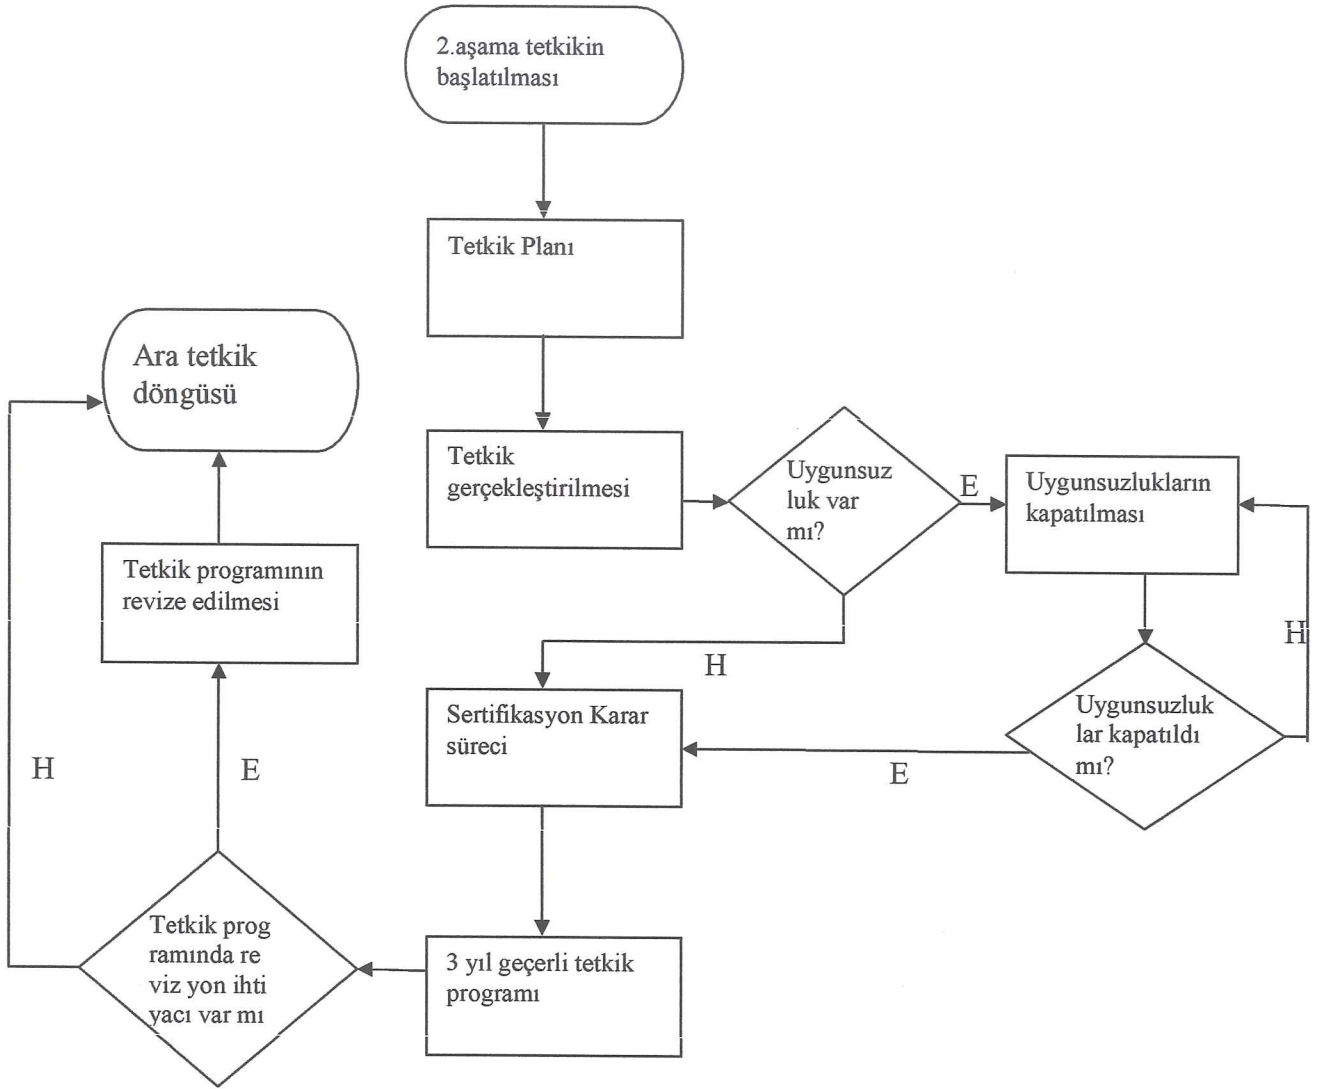 2.aşama tetkikin
başlatılması
Tetkik Planı
Ara tetkik
döngüsü
Tetkik
gerçekleştirilmesi
Uygunsuz
luk var
mı?
E
Uygunsuzlukların
kapatılması
Tetkik programının
revize edilmesi
H
H
Sertifikasyon Karar
süreci
Uygunsuzluk
lar kapatıldı
mı?
E
H
E
Tetkik prog
ramında re
viz yon ihti
yacı var mı
3 yıl geçerli tetkik
programı